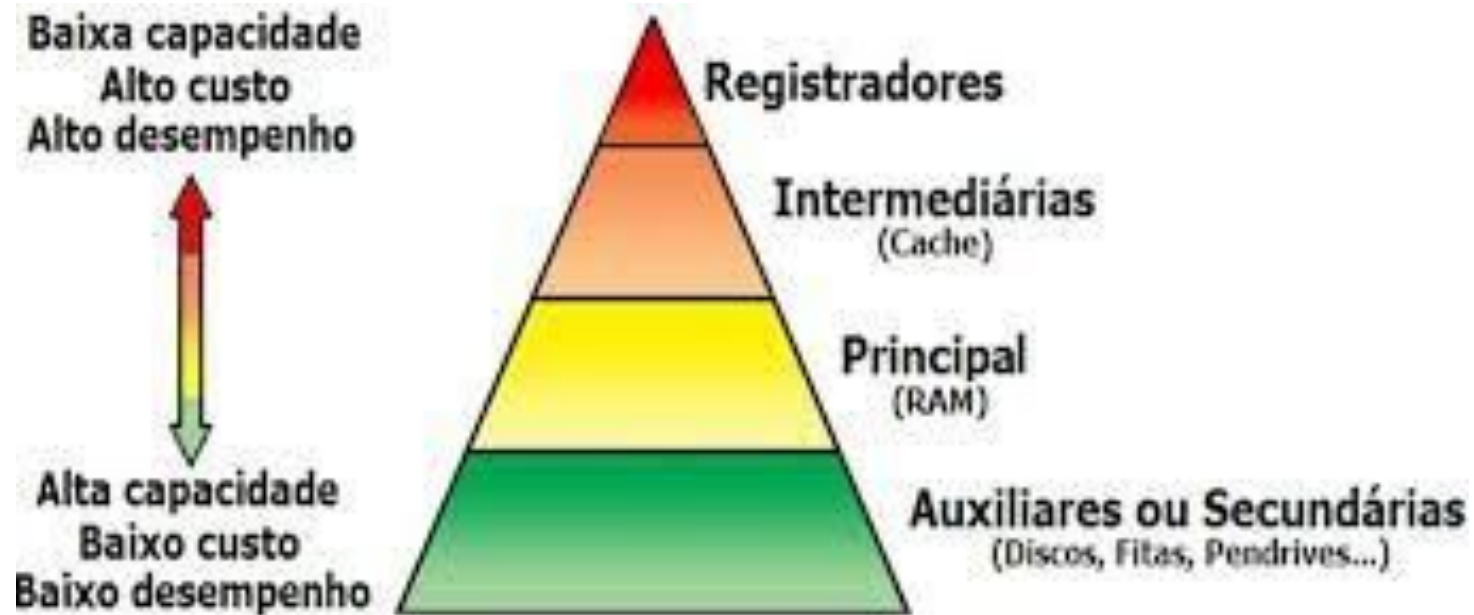 Baixa capacidade
Alto custo
Alto desempenho
Registradores
Intermediárias
(Cache)
Principal
(RAM)
Alta capacidade
Baixo custo
Baixo desempenho
Auxiliares ou Secundárias
(Discos, Fitas, Pendrives...)